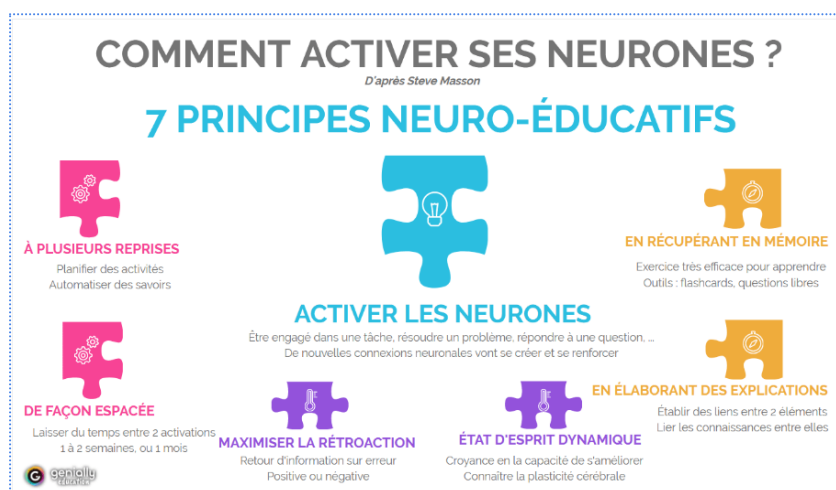 COMMENT ACTIVER SES NEURONES ?
D'après Steve Masson
7 PRINCIPES NEURO-ÉDUCATIFS
À PLUSIEURS REPRISES
Planifier des activités
Automatiser des savoirs
EN RÉCUPÉRANT EN MÉMOIRE
Exercice très efficace pour apprendre
Outils : flashcards, questions libres
ACTIVER LES NEURONES
Être engagé dans une tâche, résoudre un problème, répondre à une question, ...
De nouvelles connexions neuronales vont se créer et se renforcer
DE FAÇON ESPACÉE
Laisser du temps entre 2 activations
1 à 2 semaines, ou 1 mois
MAXIMISER LA RÉTROACTION
Retour d'information sur erreur
Positive ou négative
ÉTAT D'ESPRIT DYNAMIQUE
Croyance en la capacité de s'améliorer
Connaître la plasticité cérébrale
EN ÉLABORANT DES EXPLICATIONS
Établir des liens entre 2 éléments
Lier les connaissances entre elles
G genially